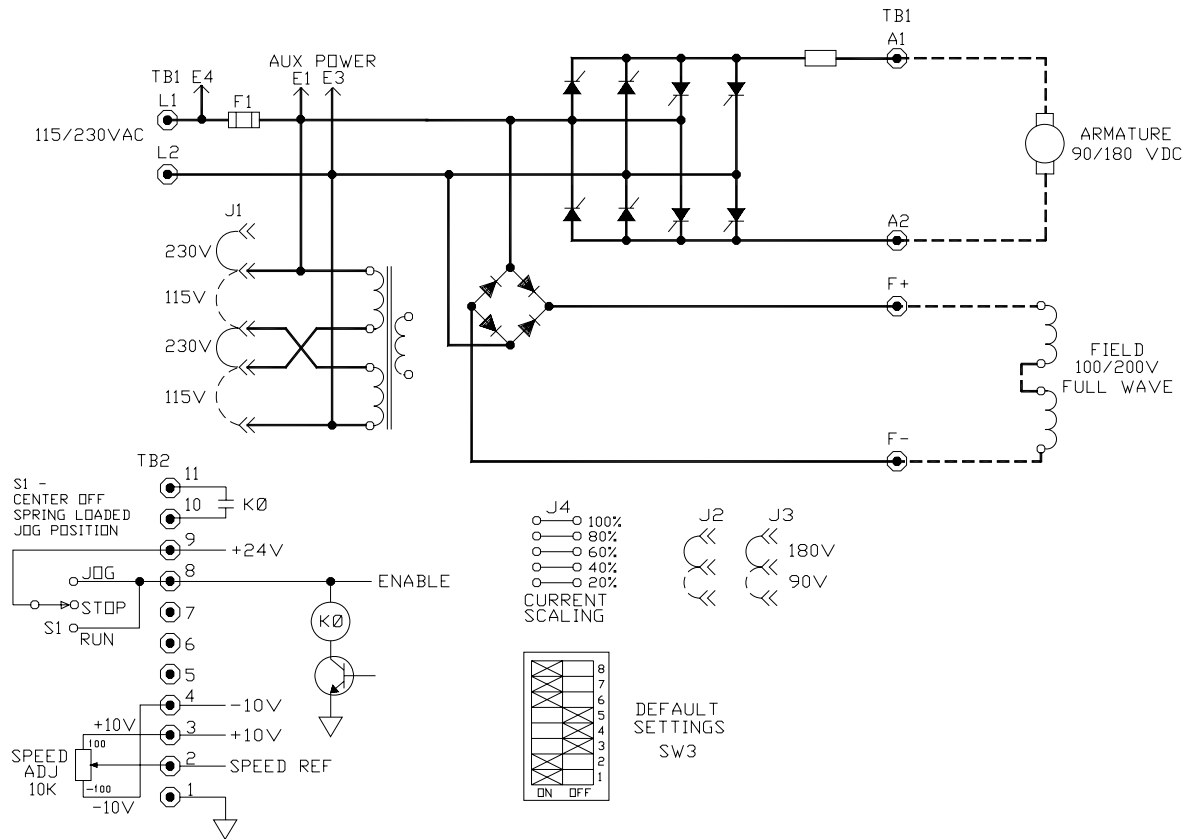 TB1
A1
AUX POWER
TB1 E4
E1 E3
L1
F1
115/230VAC
L2
ARMATURE
90/180 VDC
A2
J1
230V
115V
230V
115V
F+
FIELD
100/200V
FULL WAVE
F-
TB2
S1 -
CENTER OFF
SPRING LOADED
JOG POSITION
11
10
KØ
9
+24V
8
ENABLE
JOG
STOP
S1
RUN
7
KØ
6
5
4
-10V
+10V
3
+10V
100
SPEED
ADJ
10K
2
SPEED REF
-100
-10V
1
J4
100%
80%
60%
40%
20%
CURRENT
SCALING
J2
J3
180V
90V
8
7
6
5
4
3
2
1
ON OFF
DEFAULT
SETTINGS
SW3